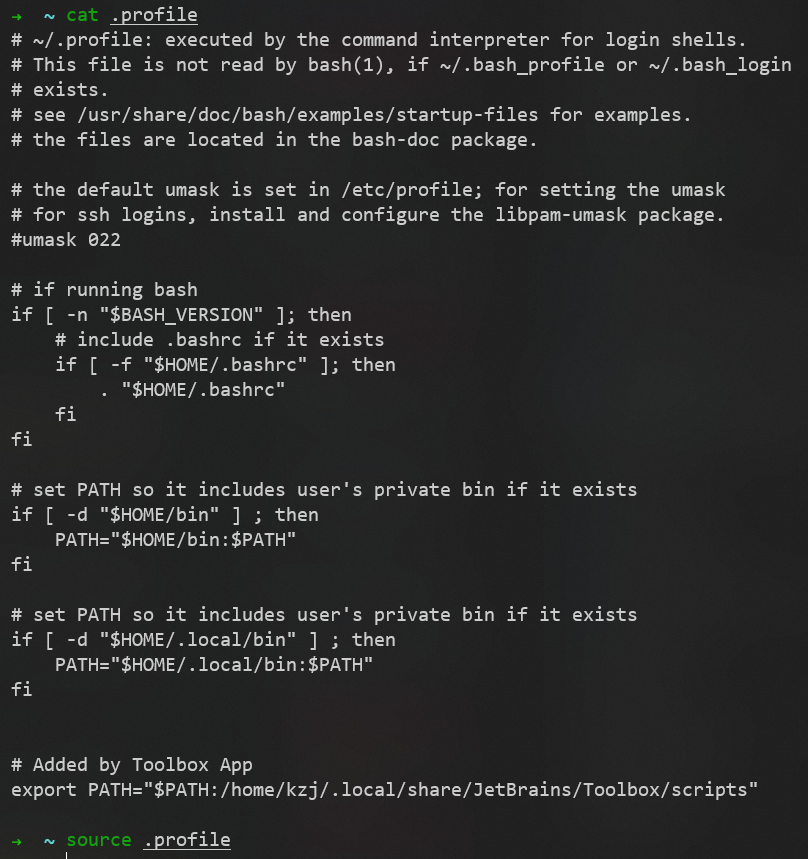 → ~ cat .profile
# ~/.profile: executed by the command interpreter for login shells.
# This file is not read by bash(1), if ~/.bash_profile or ~/.bash_login
# exists.
# see /usr/share/doc/bash/examples/startup-files for examples.
# the files are located in the bash-doc package.

# the default umask is set in /etc/profile; for setting the umask
# for ssh logins, install and configure the libpam-umask package.
#umask 022

# if running bash
if [ -n "$BASH_VERSION" ]; then
    # include .bashrc if it exists
    if [ -f "$HOME/.bashrc" ]; then
        . "$HOME/.bashrc"
    fi
fi

# set PATH so it includes user's private bin if it exists
if [ -d "$HOME/bin" ] ; then
    PATH="$HOME/bin:$PATH"
fi

# set PATH so it includes user's private bin if it exists
if [ -d "$HOME/.local/bin" ] ; then
    PATH="$HOME/.local/bin:$PATH"
fi


# Added by Toolbox App
export PATH="$PATH:/home/kzj/.local/share/JetBrains/Toolbox/scripts"

→ ~ source .profile